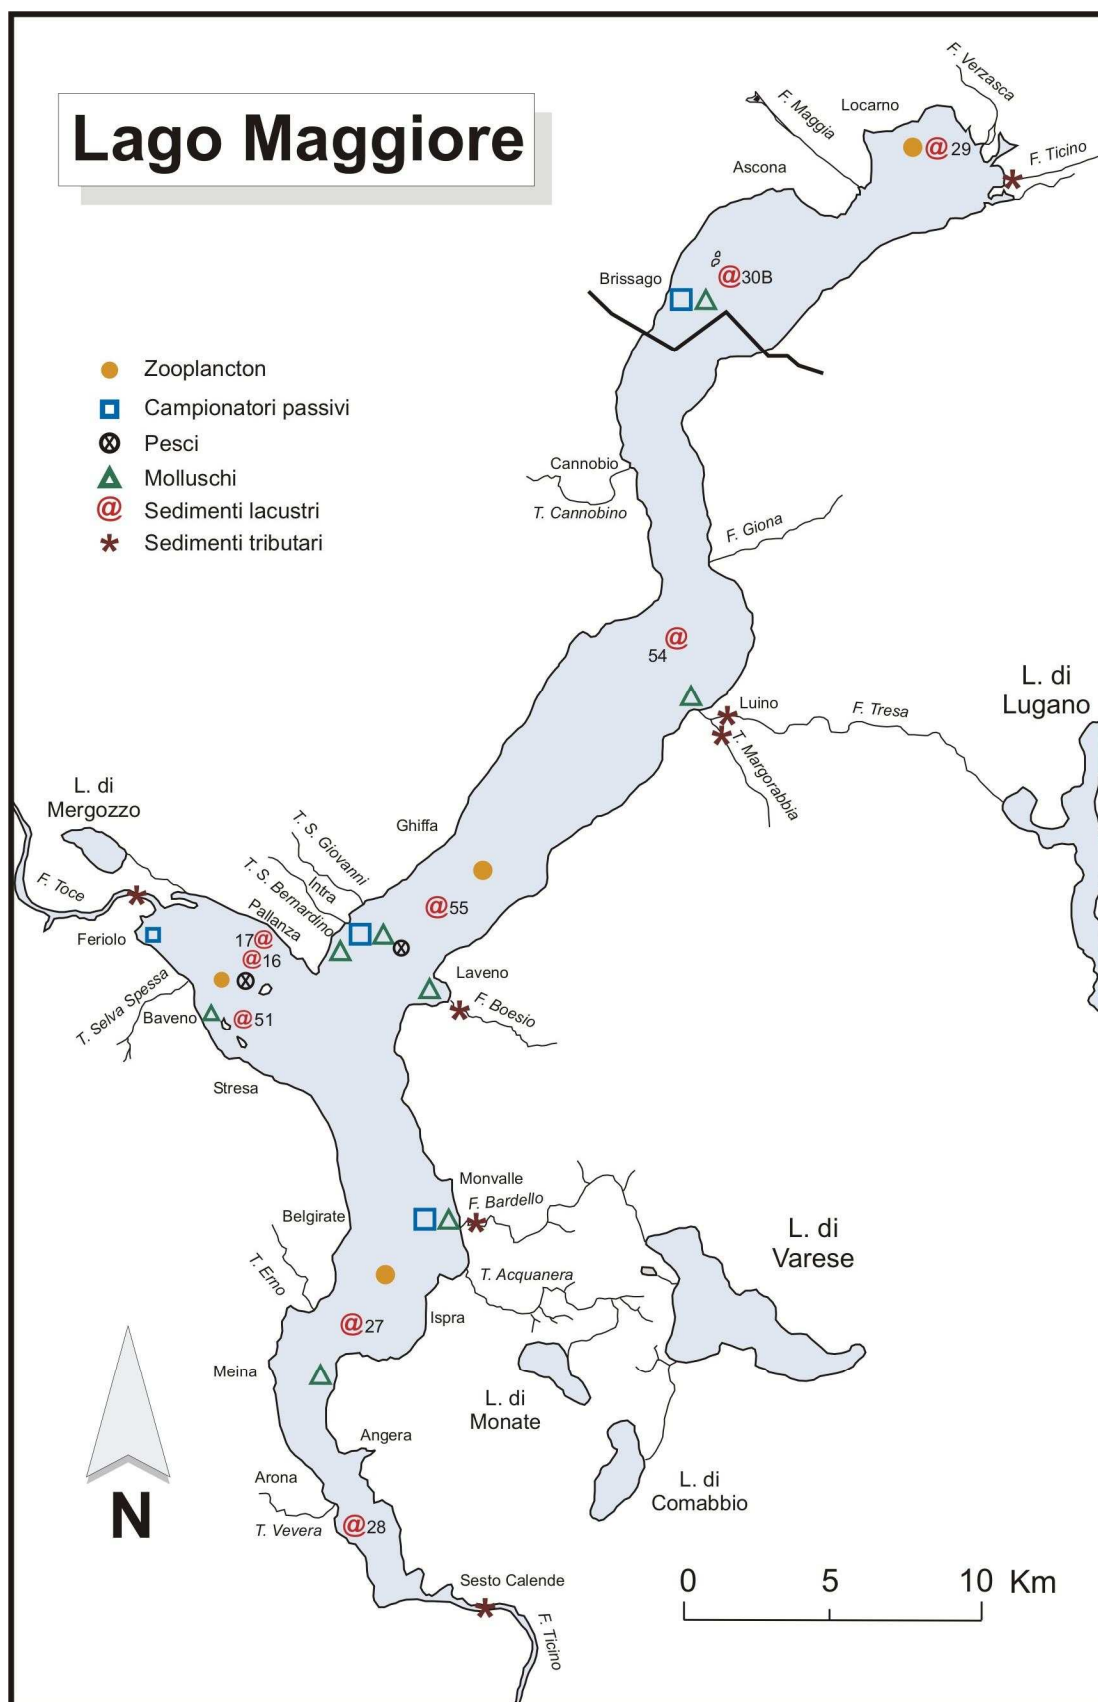 Lago Maggiore
F. Verzasca
F. Maggia
Locarno
@ 29
F. Ticino
Ascona
Brissago
@30B
Zooplancton
Campionatori passivi
Pesci
Molluschi
@ Sedimenti lacustri
* Sedimenti tributari
Cannobio
T. Cannobino
F. Giona
@
54
L. di
Lugano
Luino
F. Tresa
T. Margorabbia
L. di
Mergozzo
Ghiffa
T. S. Giovanni
Intra
T. S. Bernardino
F. Toce
Pallanza
@55
Feriolo
17@
@16
Laveno
F. Boesio
T. Selva Spessa
Baveno
@51
Stresa
Monvalle
F. Bardello
Belgirate
L. di
Varese
T. Erno
T. Acquanera
@27
Ispra
Meina
L. di
Monate
Angera
Arona
L. di
Comabbio
T. Vevera
@28
N
Sesto Calende
F. Ticino
0 5 10 Km